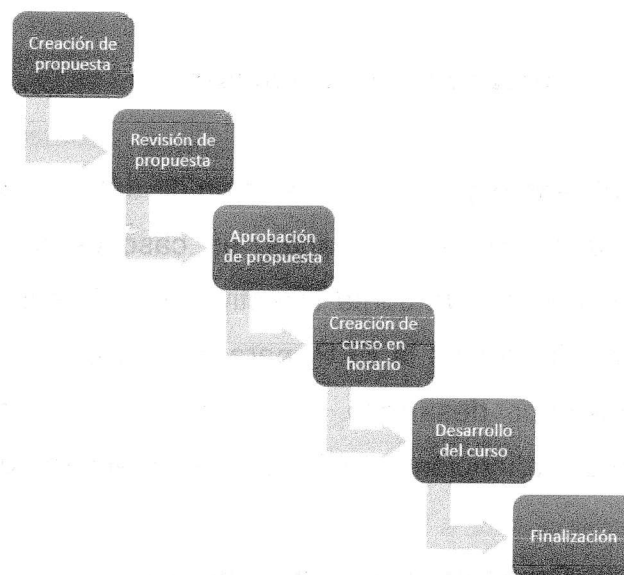 Creación de
propuesta
Revisión de
propuesta
Aprobación
de propuesta
Creación de
curso en
horario
Desarrollo
del curso
Finalización